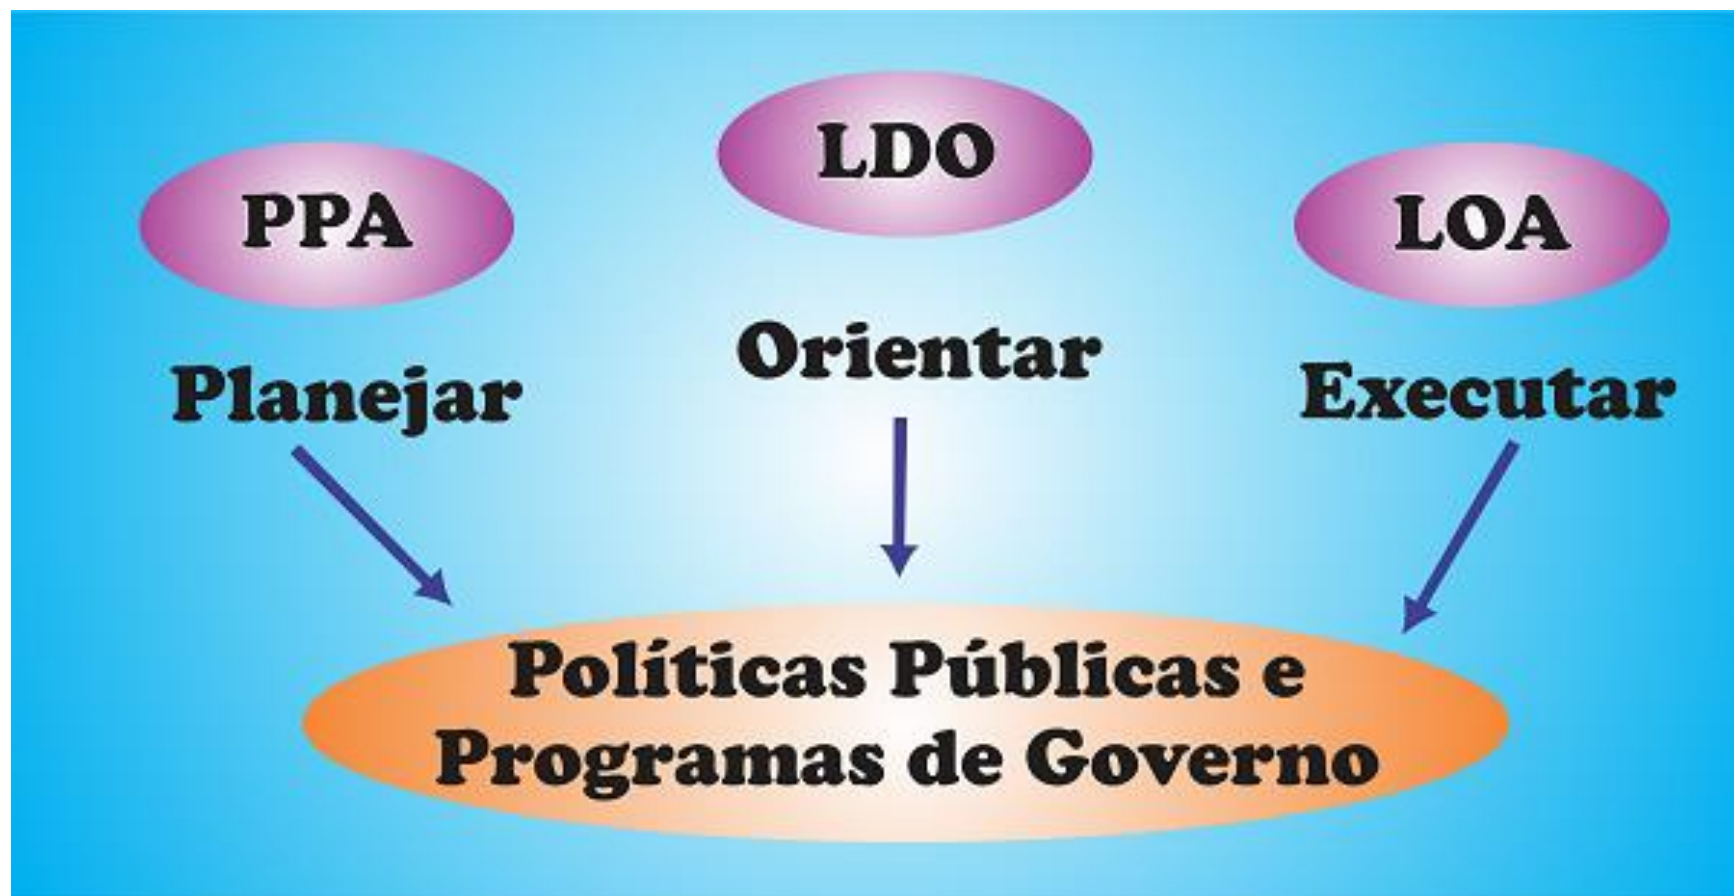 PPA
Planejar
LDO
Orientar
LOA
Executar
Políticas Públicas e
Programas de Governo